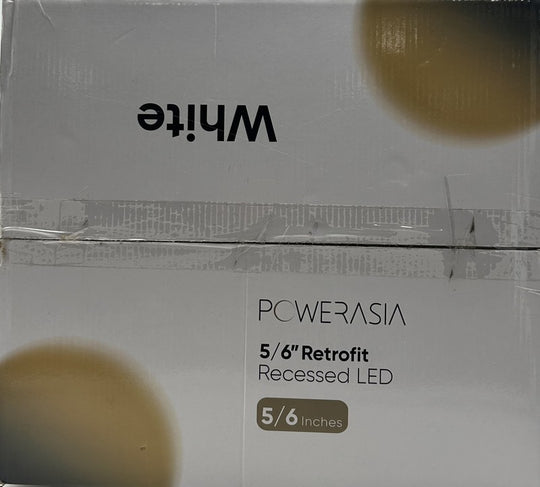 White
POWERASIA
5/6" Retrofit
Recessed LED
5/6 Inches